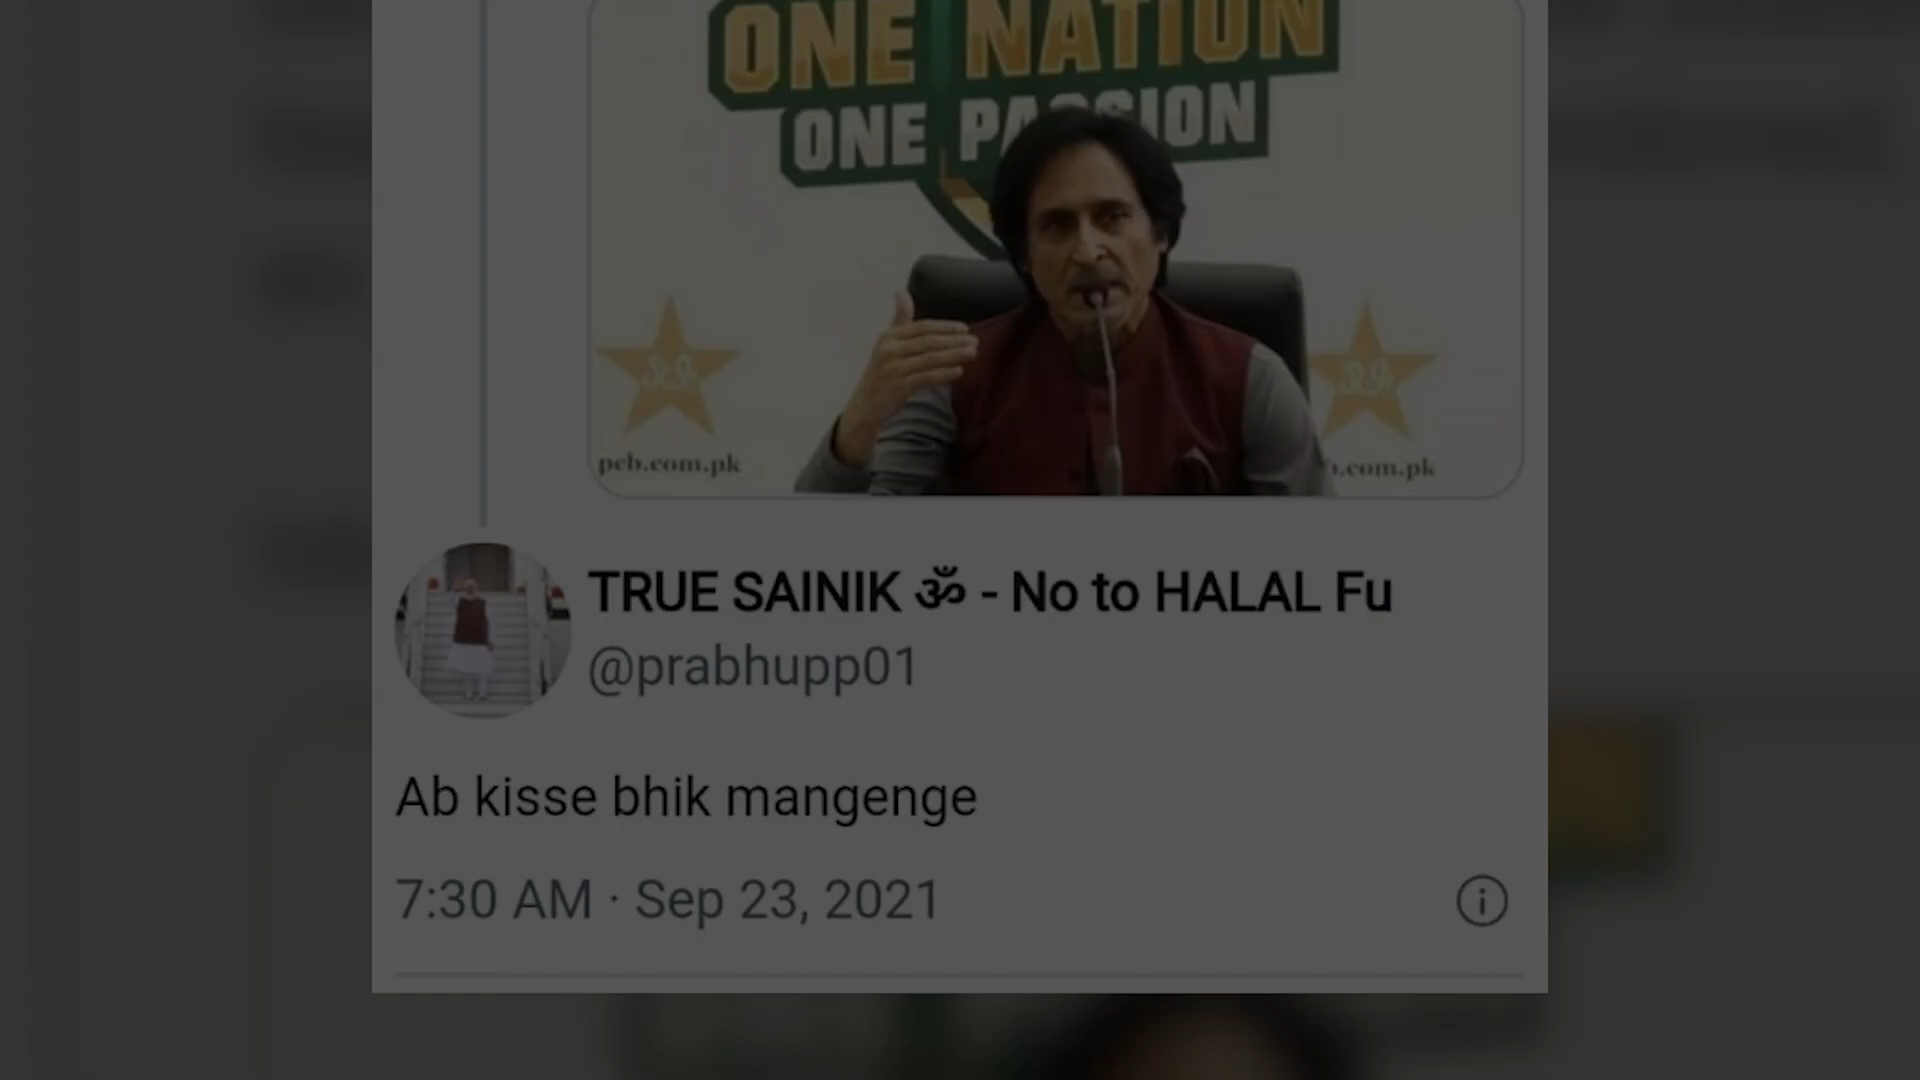 ONE NATION
ONE PASSION
pcb.com.pk
b.com.pk
TRUE SAINIK ॐ - No to HALAL Fu
@prabhupp01
Ab kisse bhik mangenge
7:30 AM · Sep 23, 2021